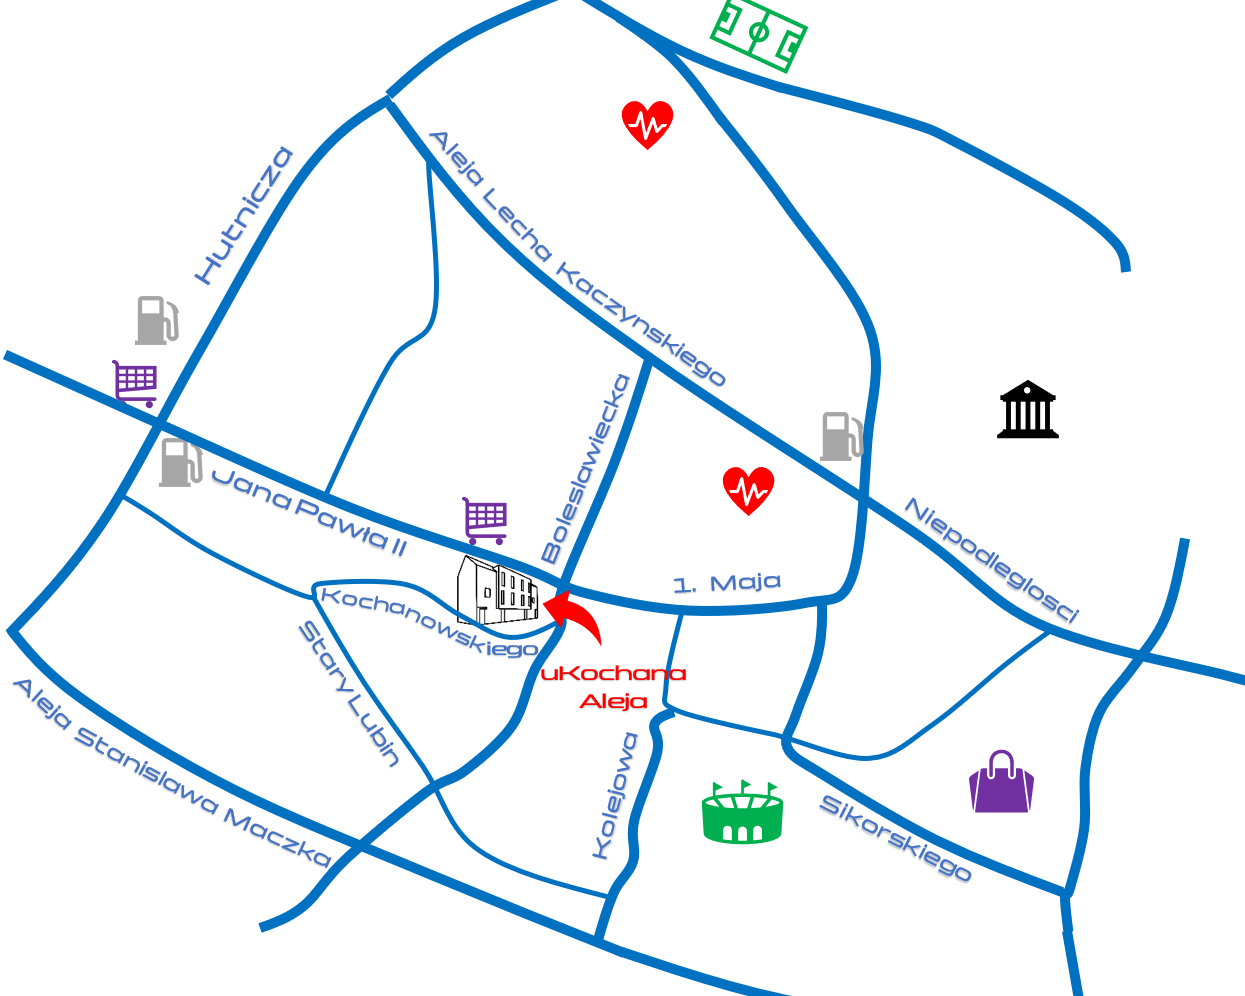 Hutnicza
Aleja Lecha Kaczynskiego
Boleslawiecka
Jana Pawła II
Niepodleglosci
1. Maja
Kochanowskiego
Stary Lubin
uKochana
Aleja
Aleja Stanislawa Maczka
Kolejowa
Sikorskiego